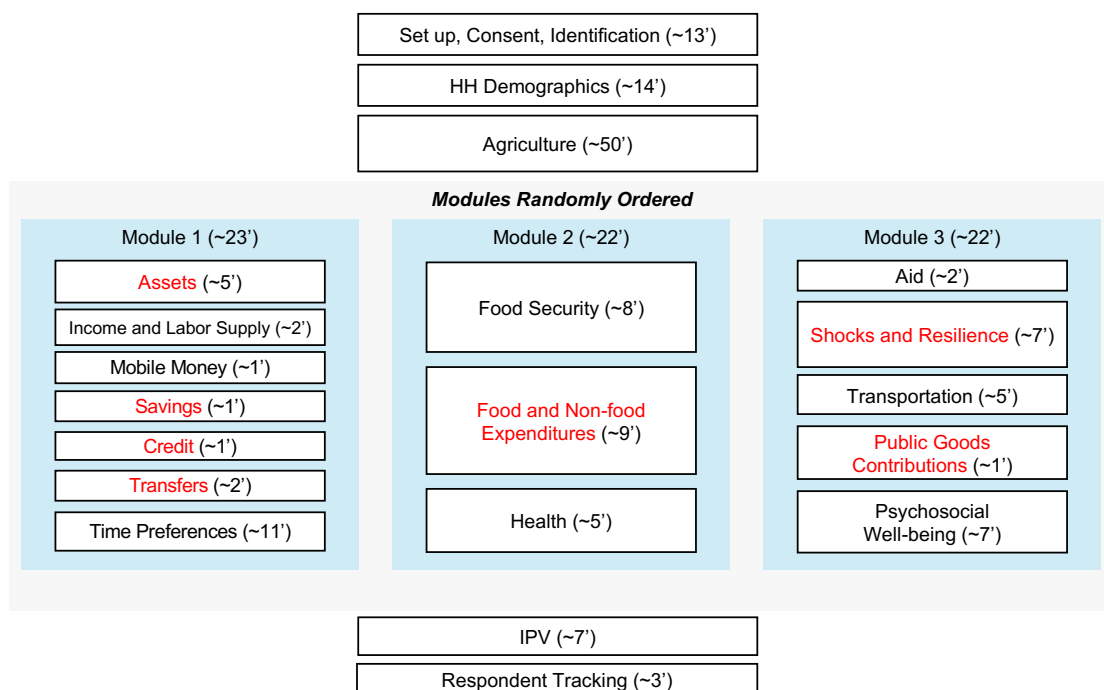 Set up, Consent, Identification (~13’)
HH Demographics (~14’)
Agriculture (~50’)
Modules Randomly Ordered
Module 1 (~23’)
Assets (~5’)
Income and Labor Supply (~2’)
Mobile Money (~1’)
Savings (~1’)
Credit (~1’)
Transfers (~2’)
Time Preferences (~11’)
Module 2 (~22’)
Food Security (~8’)
Food and Non-food
Expenditures (~9’)
Health (~5’)
Module 3 (~22’)
Aid (~2’)
Shocks and Resilience (~7’)
Transportation (~5’)
Public Goods
Contributions (~1’)
Psychosocial
Well-being (~7’)
IPV (~7’)
Respondent Tracking (~3’)